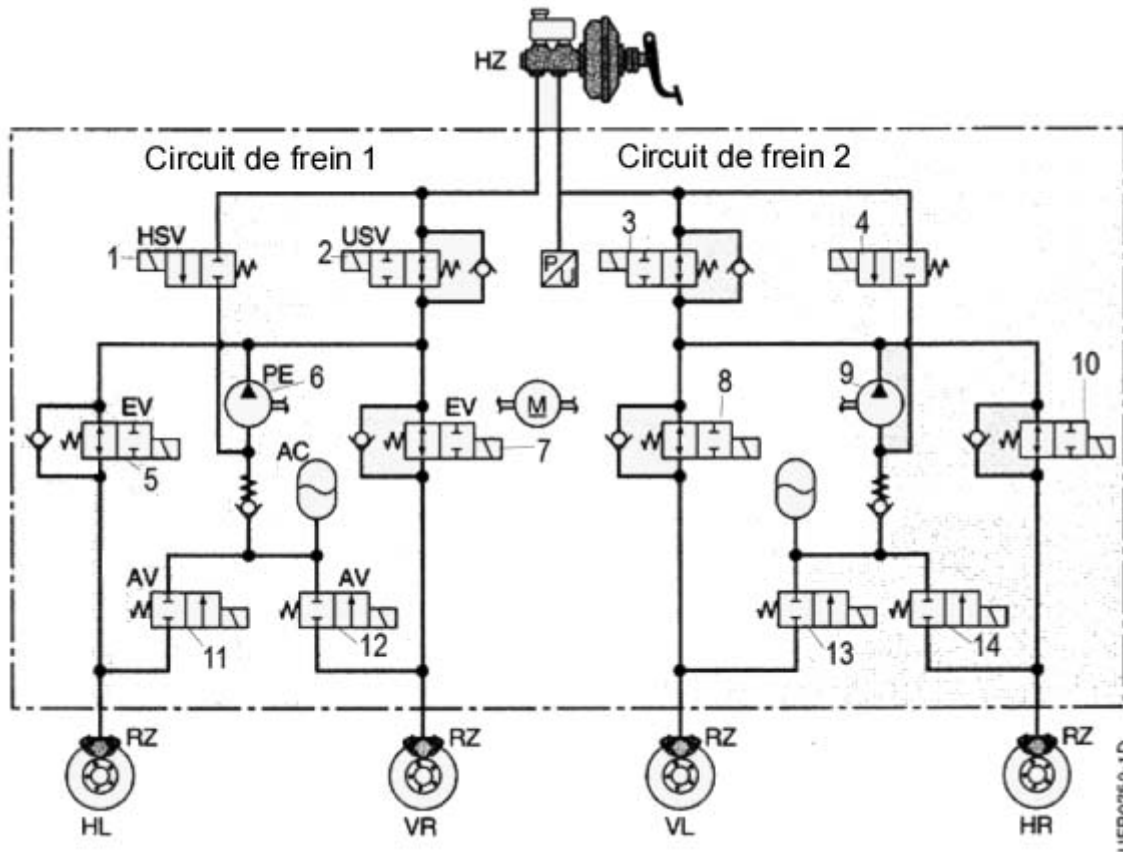 HZ
Circuit de frein 1
Circuit de frein 2
1 HSV
2 USV
3
4
P/U
PE 6
EV
5
EV
7
M
8
9
10
AC
AV
11
AV
12
13
14
RZ
RZ
RZ
RZ
HL
VR
VL
HR